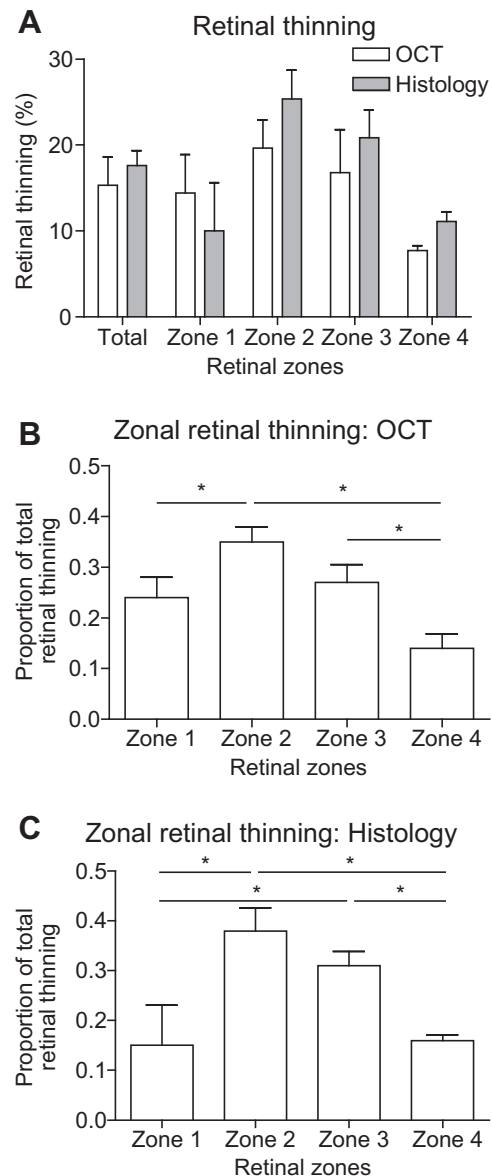 A
Retinal thinning
OCT
Histology
Retinal thinning (%)
30
20
10
0
Total Zone 1 Zone 2 Zone 3 Zone 4
Retinal zones
B
Zonal retinal thinning: OCT
Proportion of total
retinal thinning
0.5
0.4
0.3
0.2
0.1
0.0
* *
*
Zone 1 Zone 2 Zone 3 Zone 4
Retinal zones
C
Zonal retinal thinning: Histology
Proportion of total
retinal thinning
0.5
0.4
0.3
0.2
0.1
0.0
* *
* *
Zone 1 Zone 2 Zone 3 Zone 4
Retinal zones